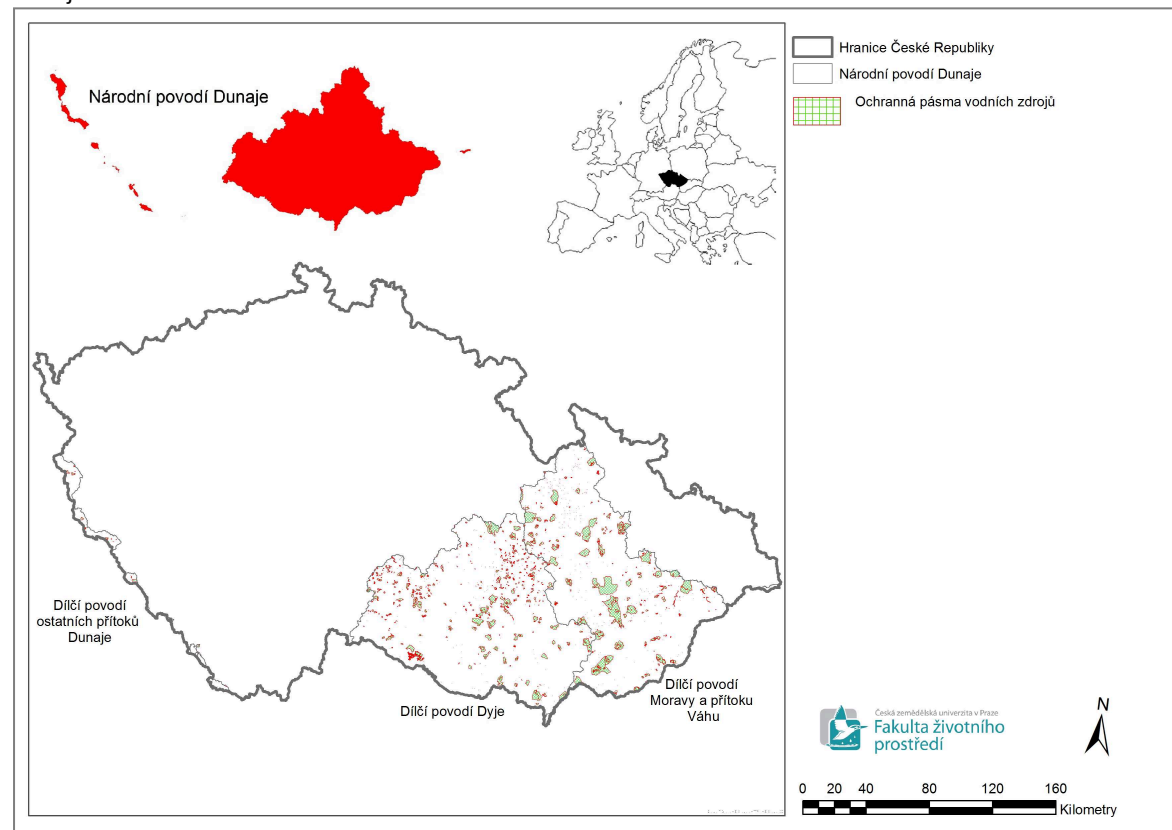 Národní povodí Dunaje
Hranice České Republiky
Národní povodí Dunaje
Ochranná pásma vodních zdrojů
Dílčí povodí
ostatních přítoků
Dunaje
Dílčí povodí Dyje
Dílčí povodí
Moravy a přítoku
Váhu
Česká zemědělská univerzita v Praze
Fakulta životního
prostředí
N
0 20 40 80 120 160
Kilometry